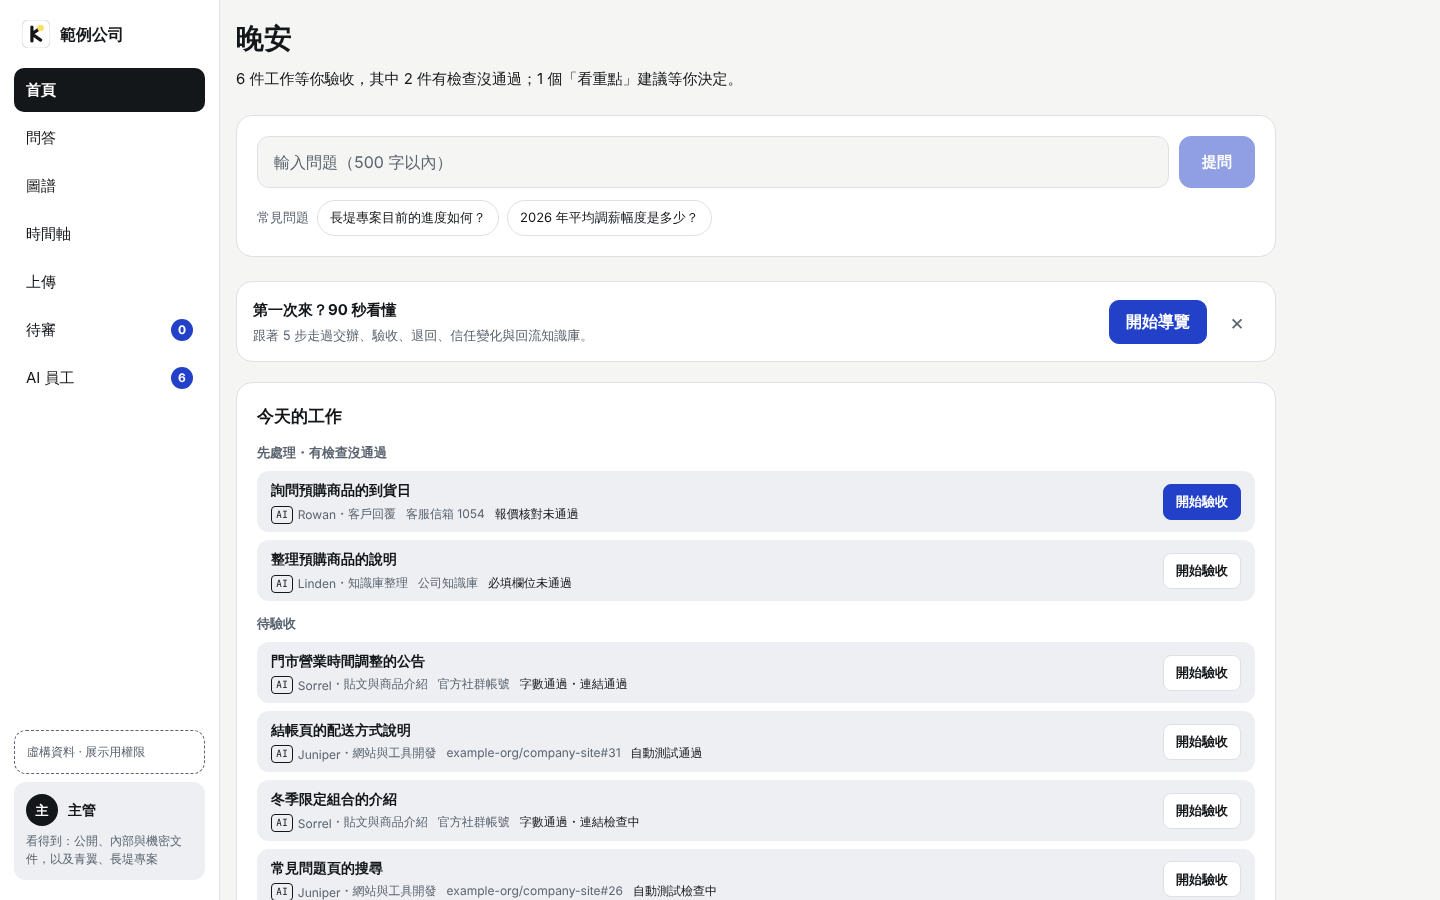 範例公司
首頁
問答
圖譜
時間軸
上傳
待審 0
AI 員工 6
虛構資料 · 展示用權限
主 主管
看得到：公開、內部與機密文
件，以及青翼、長堤專案
晚安
6 件工作等你驗收，其中 2 件有檢查沒通過；1 個「看重點」建議等你決定。
輸入問題（500 字以內） 提問
常見問題 長堤專案目前的進度如何？ 2026 年平均調薪幅度是多少？
第一次來？90 秒看懂
跟著 5 步走過交辦、驗收、退回、信任變化與回流知識庫。
開始導覽 ×
今天的工作
先處理・有檢查沒通過
詢問預購商品的到貨日
AI Rowan・客戶回覆 客服信箱 1054 報價核對未通過
開始驗收
整理預購商品的說明
AI Linden・知識庫整理 公司知識庫 必填欄位未通過
開始驗收
待驗收
門市營業時間調整的公告
AI Sorrel・貼文與商品介紹 官方社群帳號 字數通過・連結通過
開始驗收
結帳頁的配送方式說明
AI Juniper・網站與工具開發 example-org/company-site#31 自動測試通過
開始驗收
冬季限定組合的介紹
AI Sorrel・貼文與商品介紹 官方社群帳號 字數通過・連結檢查中
開始驗收
常見問題頁的搜尋
AI Juniper・網站與工具開發 example-org/company-site#26 自動測試檢查中
開始驗收